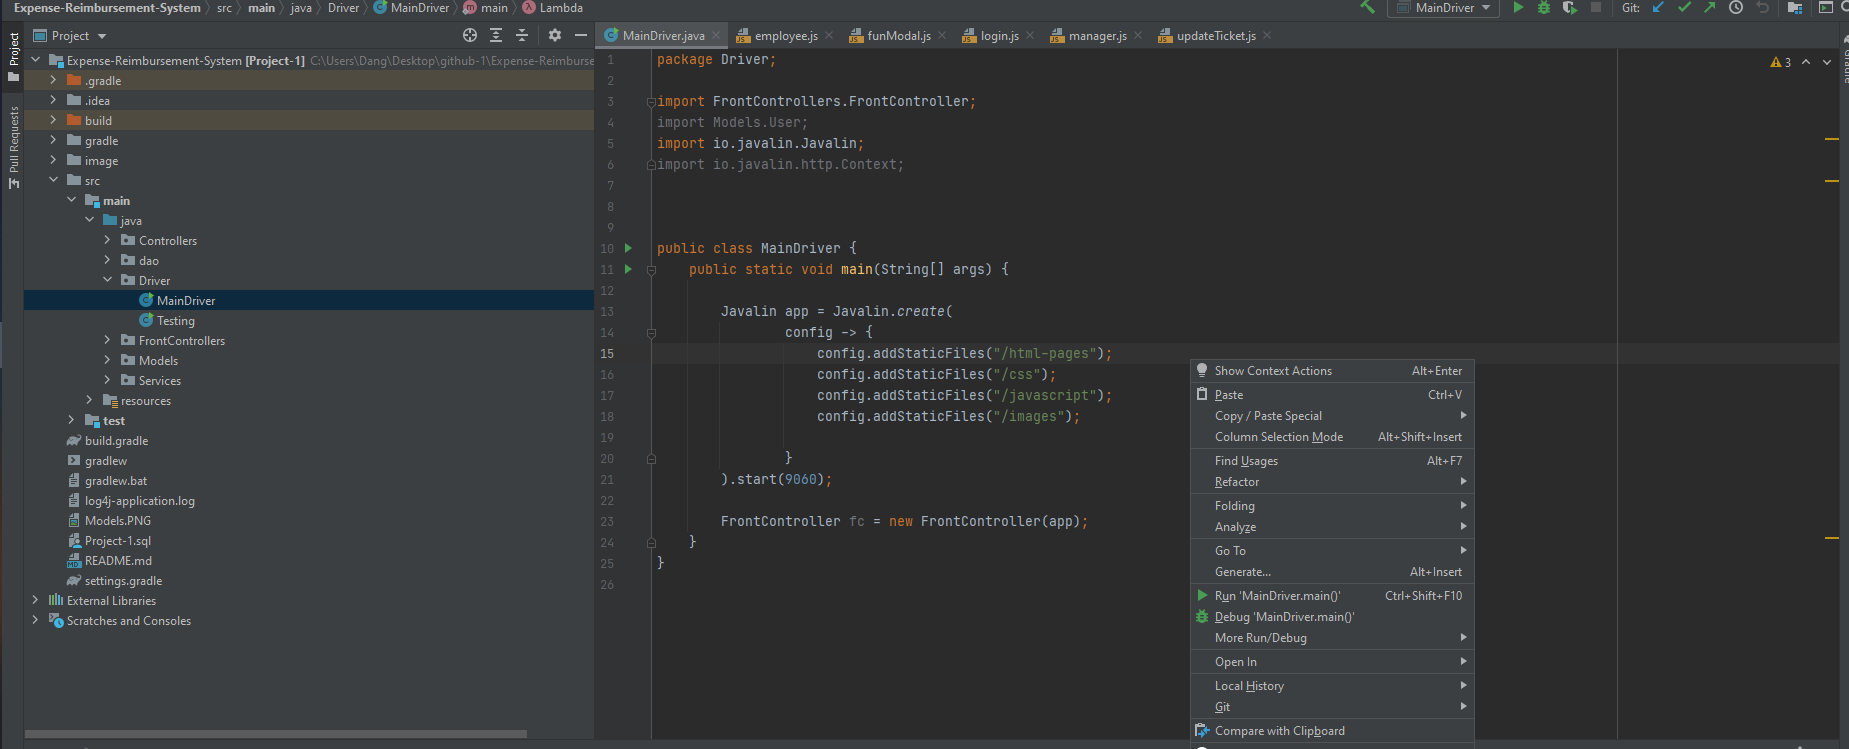 Expense-Reimbursement-System src main java Driver MainDriver main Lambda
MainDriver Git:
Project
Pull Requests
Project
Expense-Reimbursement-System [Project-1] C:\Users\Dang\Desktop\github-1\Expense-Reimburse
.gradle
.idea
build
gradle
image
src
main
java
Controllers
dao
Driver
MainDriver
Testing
FrontControllers
Models
Services
resources
test
build.gradle
gradlew
gradlew.bat
log4j-application.log
Models.PNG
Project-1.sql
README.md
settings.gradle
External Libraries
Scratches and Consoles
MainDriver.java employee.js funModal.js login.js manager.js updateTicket.js
3
1 package Driver;
2
3 import FrontControllers.FrontController;
4 import Models.User;
5 import io.javalin.Javalin;
6 import io.javalin.http.Context;
7
8
9
10 public class MainDriver {
11 public static void main(String[] args) {
12
13 Javalin app = Javalin.create(
14 config -> {
15 config.addStaticFiles("/html-pages");
16 config.addStaticFiles("/css");
17 config.addStaticFiles("/javascript");
18 config.addStaticFiles("/images");
19
20 }
21 ).start(9060);
22
23 FrontController fc = new FrontController(app);
24 }
25 }
26
Show Context Actions Alt+Enter
Paste Ctrl+V
Copy / Paste Special
Column Selection Mode Alt+Shift+Insert
Find Usages Alt+F7
Refactor
Folding
Analyze
Go To
Generate... Alt+Insert
Run 'MainDriver.main()' Ctrl+Shift+F10
Debug 'MainDriver.main()'
More Run/Debug
Open In
Local History
Git
Compare with Clipboard